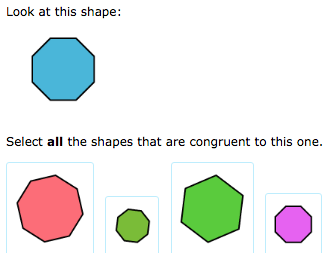 Look at this shape:
Select all the shapes that are congruent to this one.